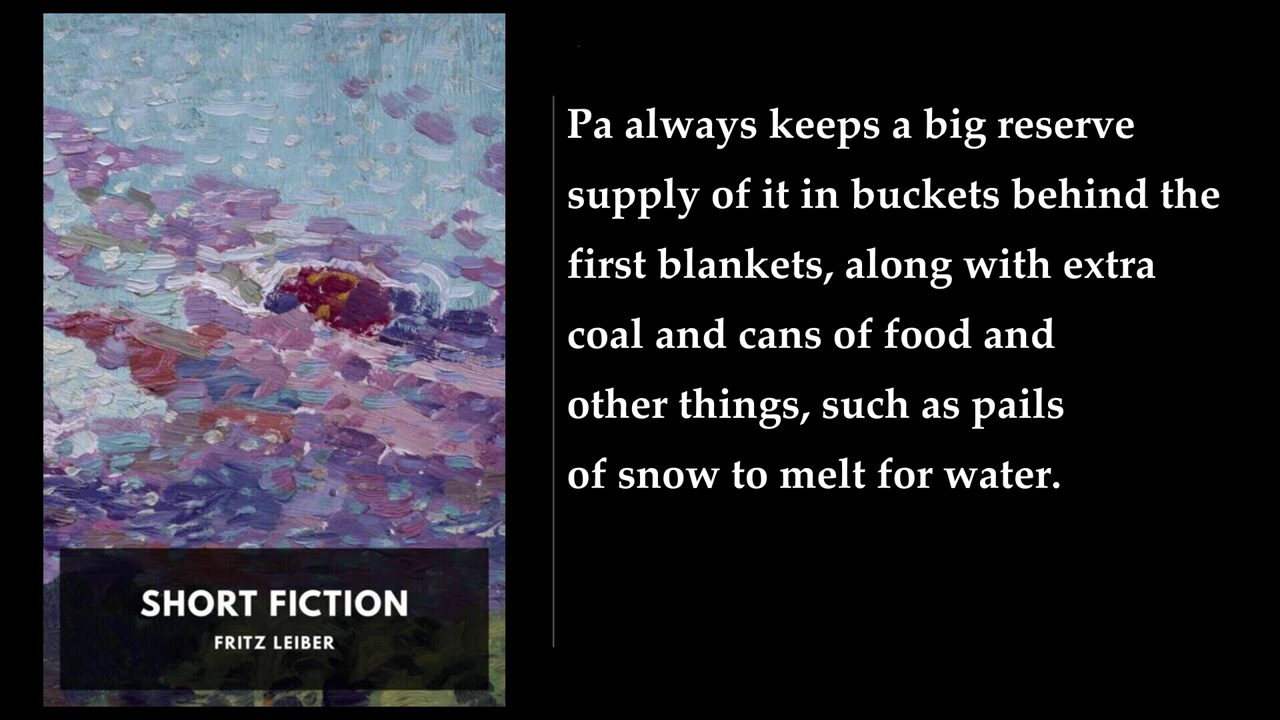 Pa always keeps a big reserve
supply of it in buckets behind the
first blankets, along with extra
coal and cans of food and
other things, such as pails
of snow to melt for water.
SHORT FICTION
FRITZ LEIBER